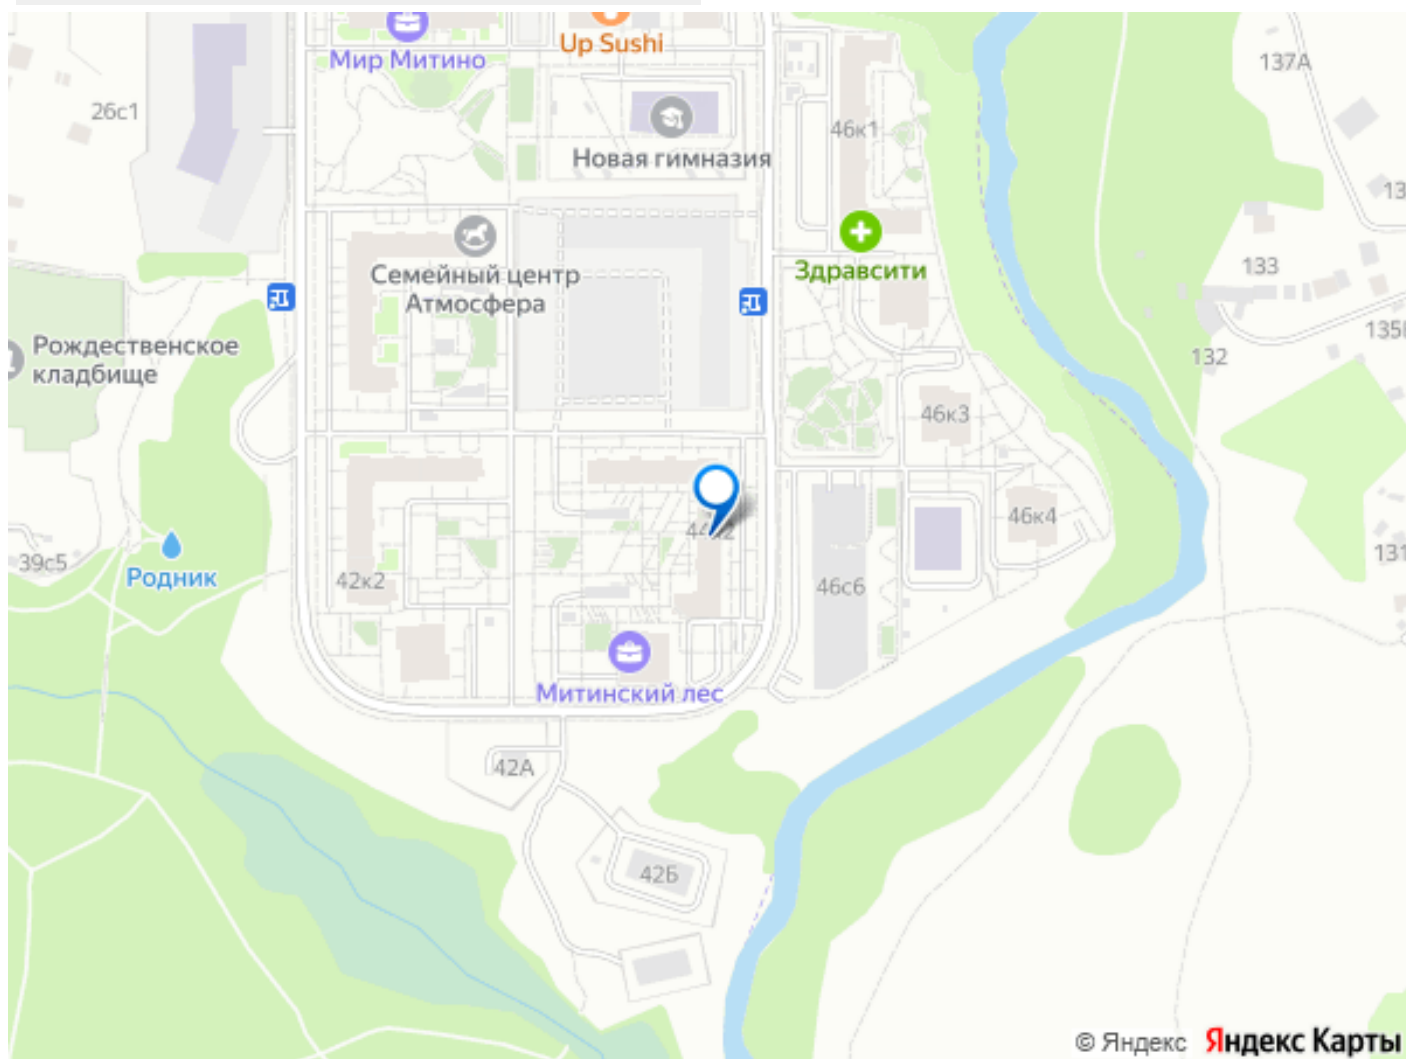 Up Sushi
Мир Митино
137А
26с1
46к1
Новая гимназия
13
Здравсити
133
Семейный центр
Атмосфера
135
Рождественское
кладбище
132
46к3
46к4
39с5
Родник
42к2
46с6
131
Митинский лес
42А
42Б
© Яндекс Яндекс Карты